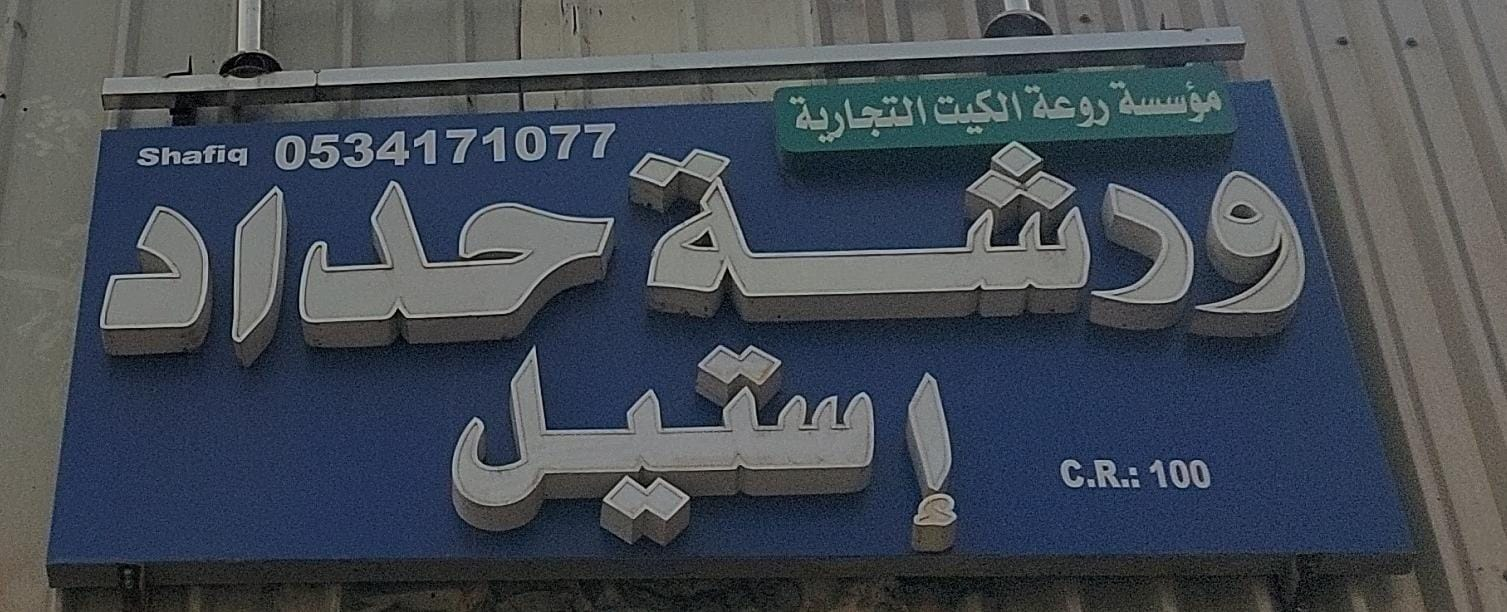 مؤسسة روعة الكيت التجارية
Shafiq 0534171077
ورشة حداد
إستيل
C.R.: 100